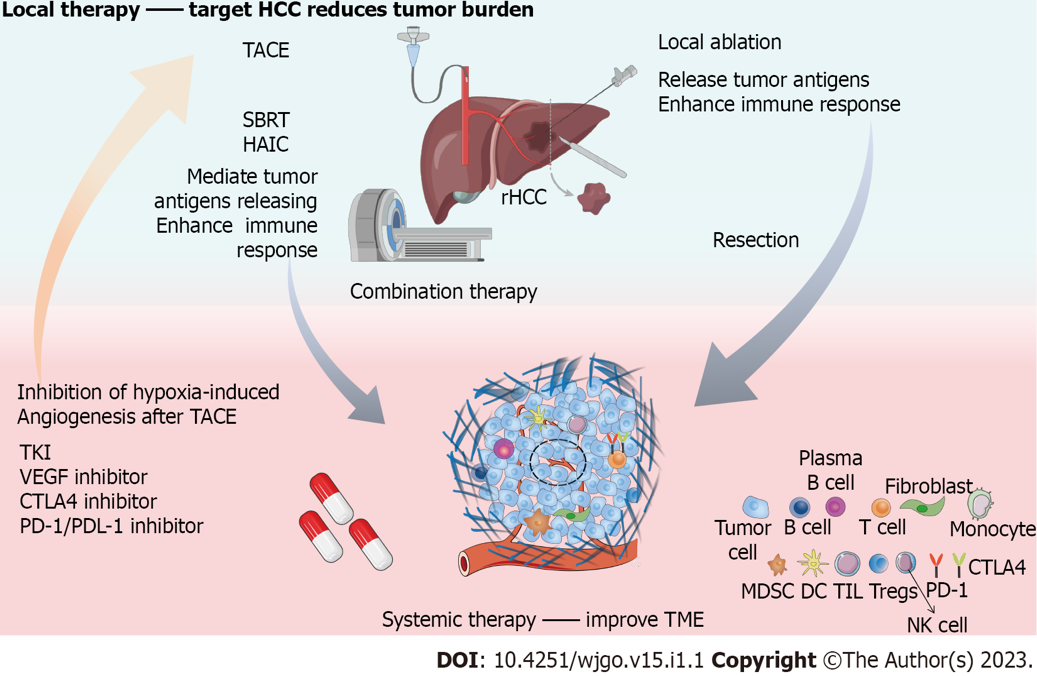 Local therapy —— target HCC reduces tumor burden
TACE
SBRT
HAIC
Mediate tumor
antigens releasing
Enhance immune
response
rHCC
Local ablation
Release tumor antigens
Enhance immune response
Resection
Combination therapy
Inhibition of hypoxia-induced
Angiogenesis after TACE
TKI
VEGF inhibitor
CTLA4 inhibitor
PD-1/PDL-1 inhibitor
Plasma
B cell
Fibroblast
Tumor
cell
B cell
T cell
Monocyte
MDSC DC TIL Tregs PD-1
CTLA4
NK cell
Systemic therapy —— improve TME
DOI: 10.4251/wjgo.v15.i1.1 Copyright ©The Author(s) 2023.